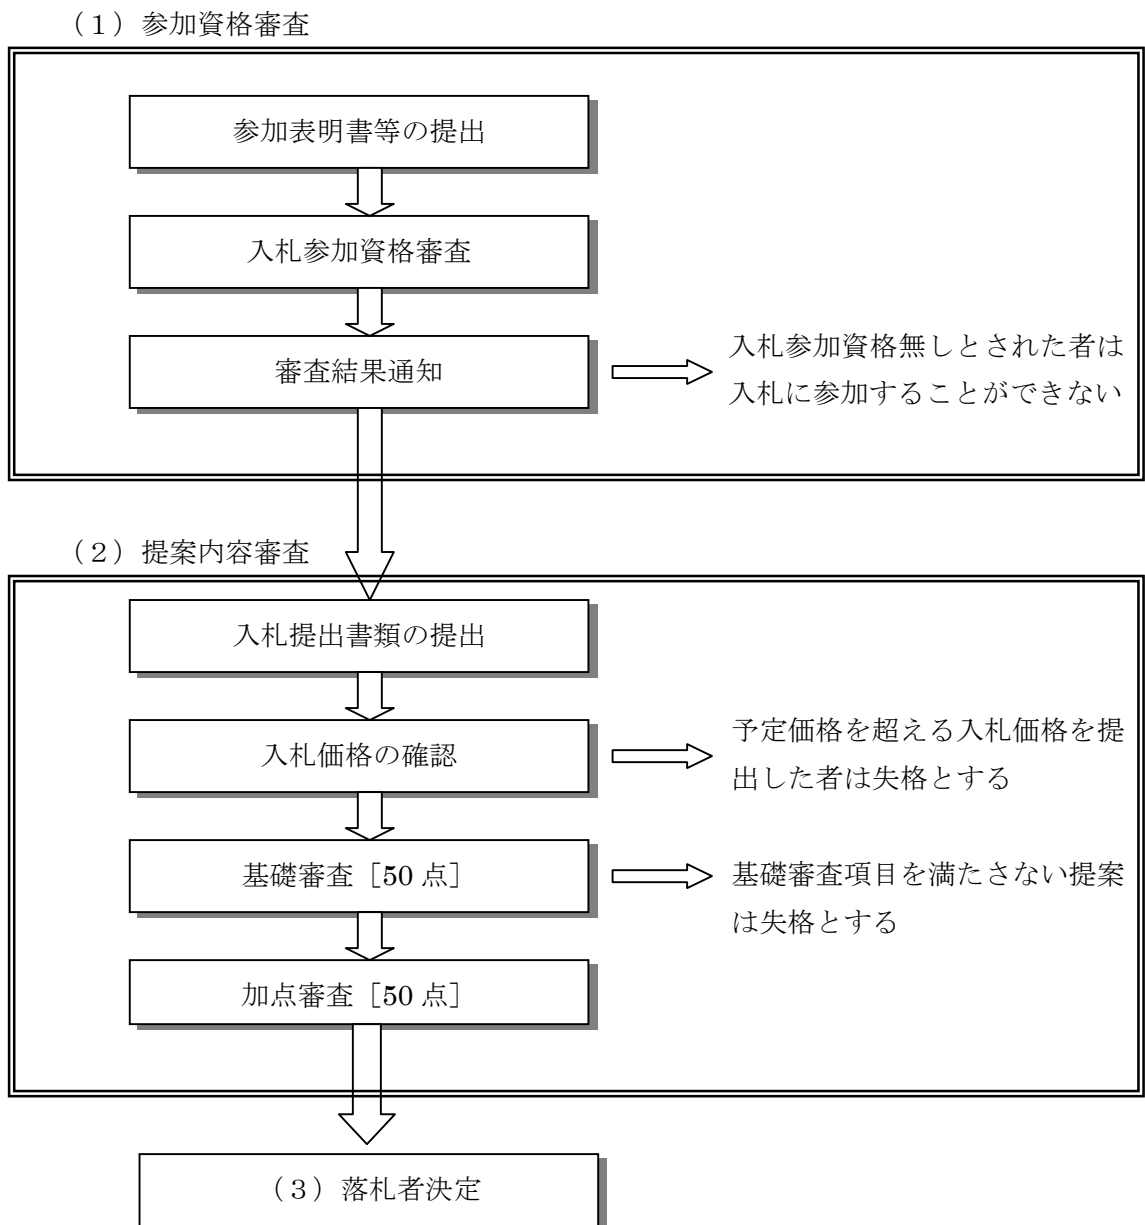 （１）参加資格審査
参加表明書等の提出
入札参加資格審査
審査結果通知
入札参加資格無しとされた者は
入札に参加することができない
（２）提案内容審査
入札提出書類の提出
入札価格の確認
予定価格を超える入札価格を提
出した者は失格とする
基礎審査［50 点］
基礎審査項目を満たさない提案
は失格とする
加点審査［50 点］
（３）落札者決定